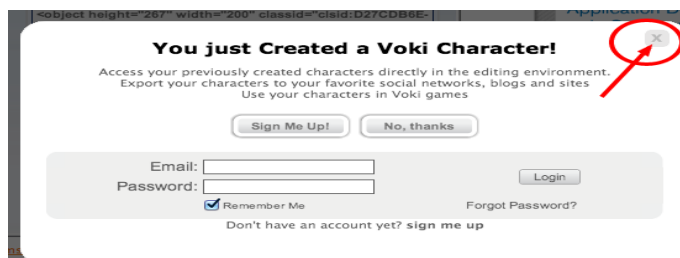 <object height="267" width="200" classid="clsid:D27CDB6E-
Application D
You just Created a Voki Character!
Access your previously created characters directly in the editing environment.
Export your characters to your favorite social networks, blogs and sites
Use your characters in Voki games
Sign Me Up! No, thanks
Email:
Password:
Login
Remember Me
Forgot Password?
Don't have an account yet? sign me up